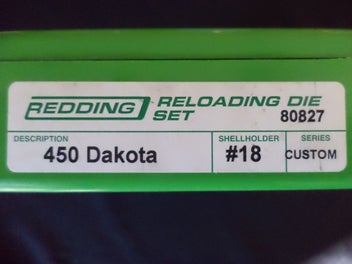 REDDING RELOADING DIE
SET 80827
DESCRIPTION SHELLHOLDER SERIES
450 Dakota #18 CUSTOM